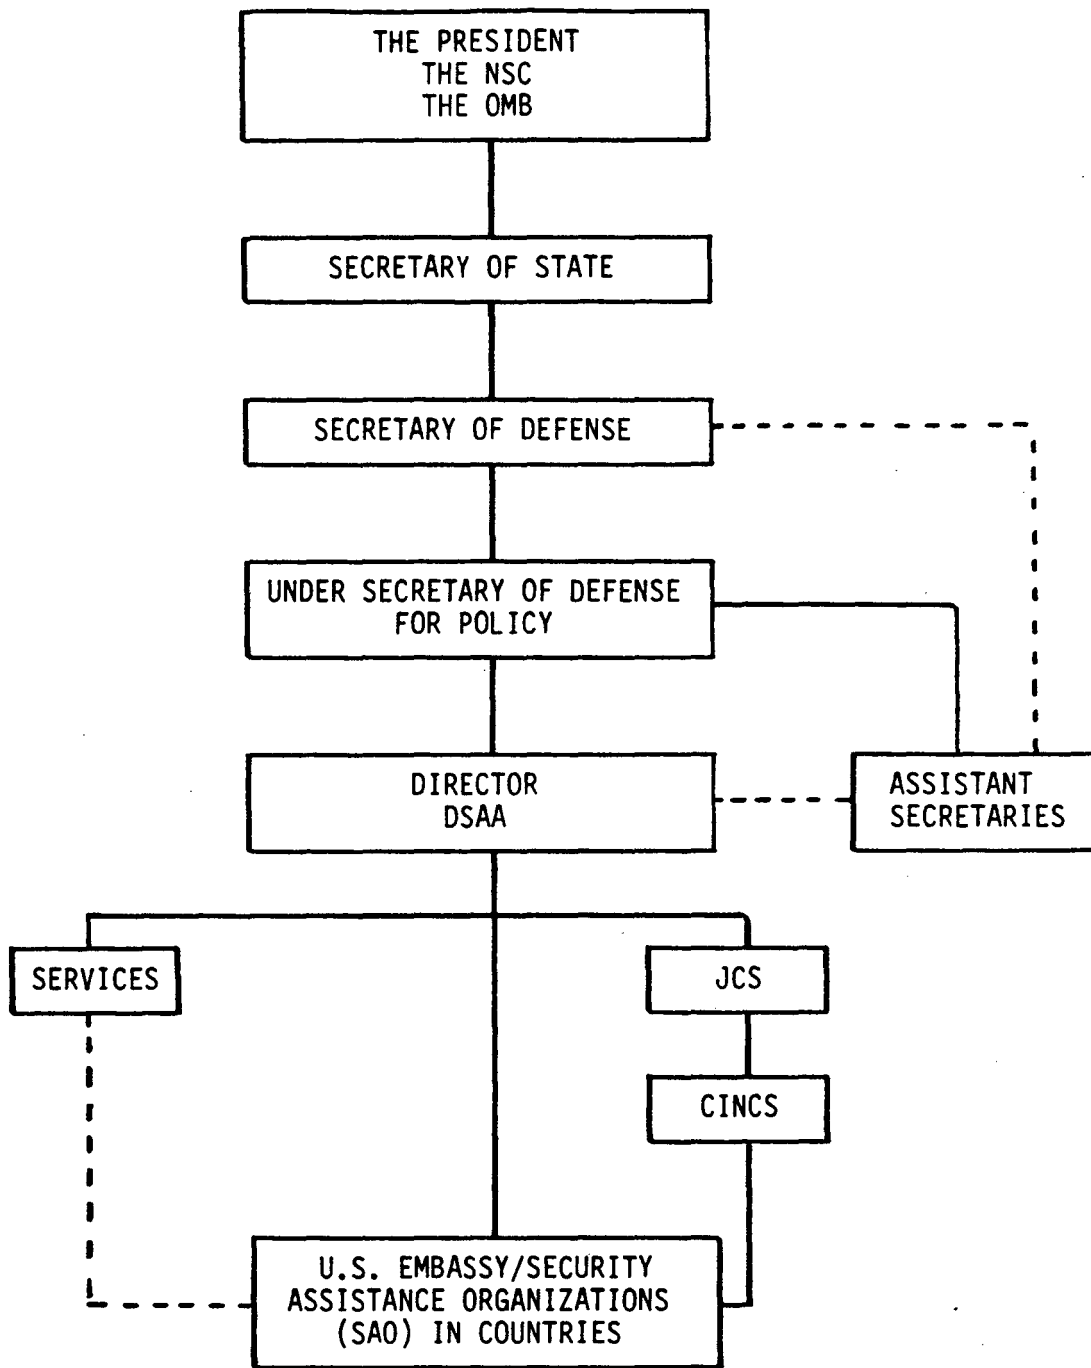 THE PRESIDENT
THE NSC
THE OMB
SECRETARY OF STATE
SECRETARY OF DEFENSE
UNDER SECRETARY OF DEFENSE
FOR POLICY
DIRECTOR
DSAA
ASSISTANT
SECRETARIES
SERVICES
JCS
CINCS
U.S. EMBASSY/SECURITY
ASSISTANCE ORGANIZATIONS
(SAO) IN COUNTRIES